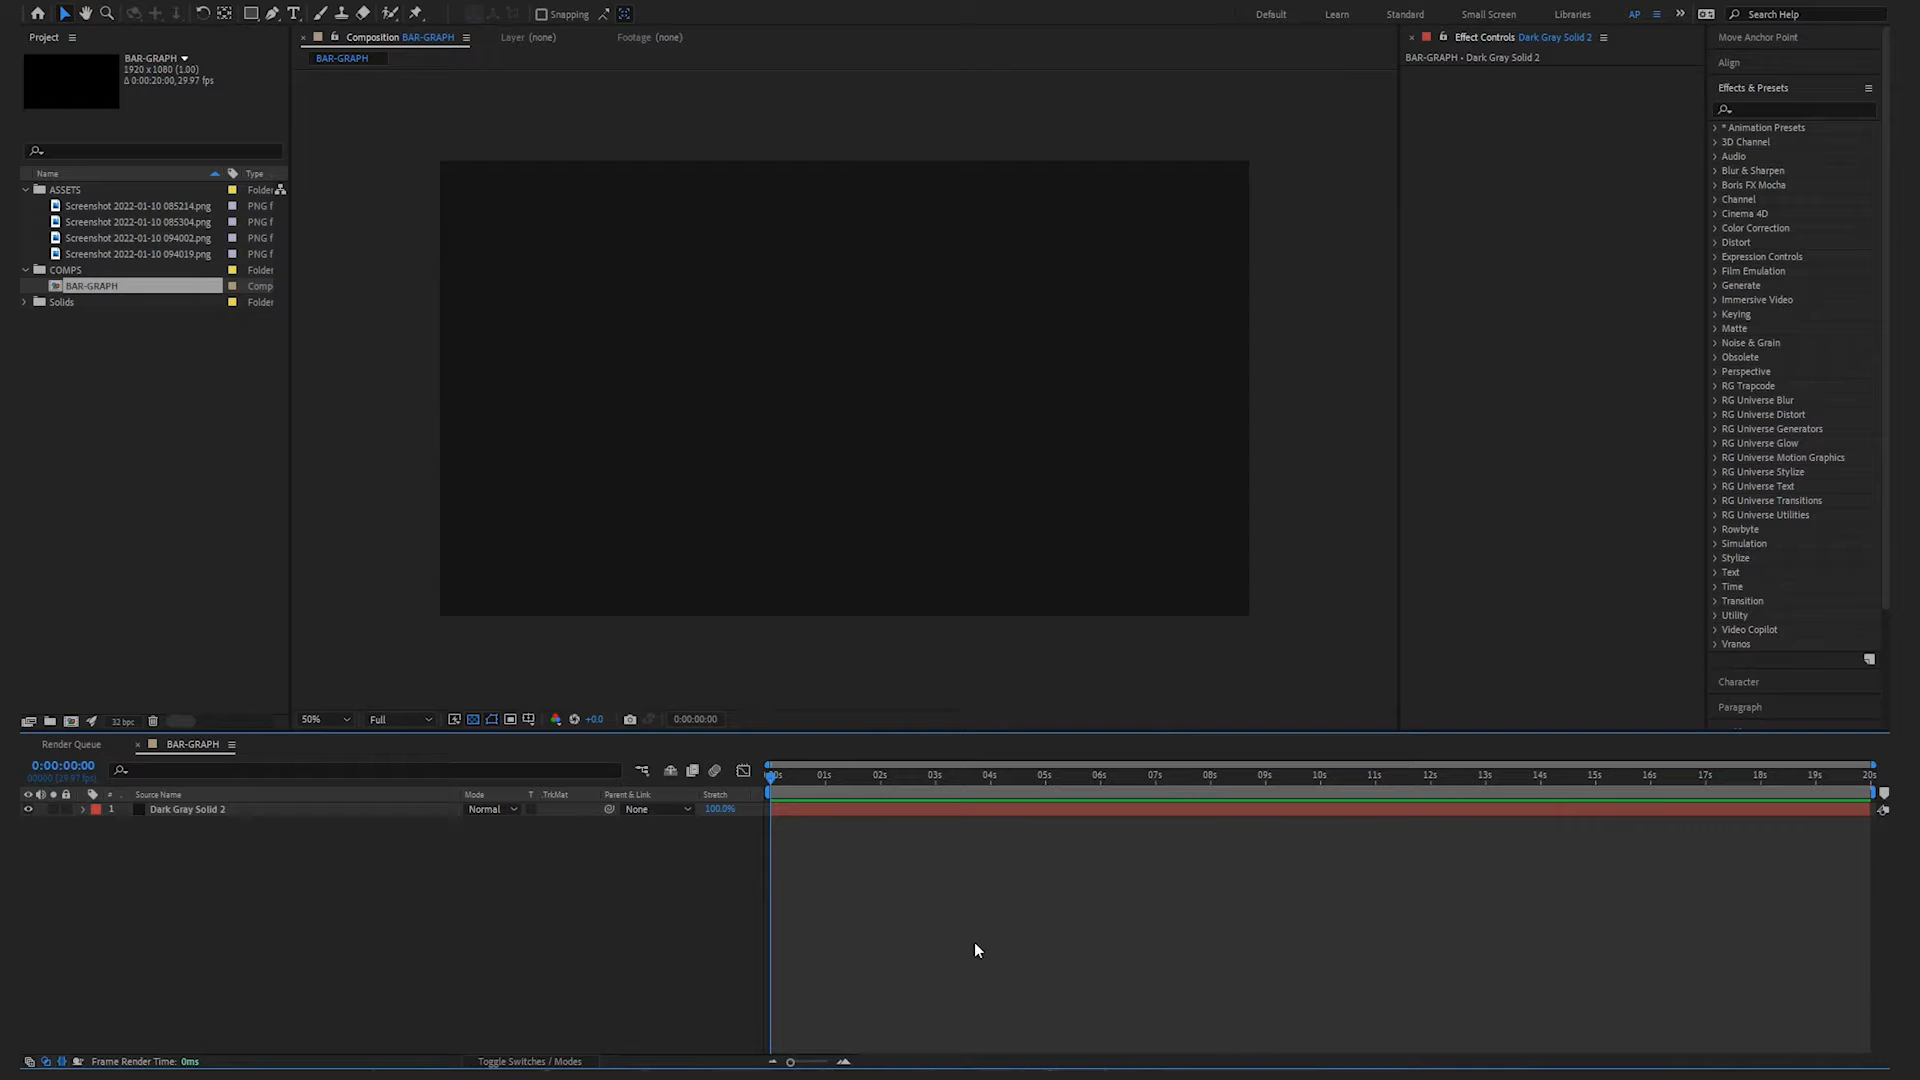 Snapping
Default
Learn
Standard
Small Screen
Libraries
AP
Search Help
Project
Composition BAR-GRAPH
Layer (none)
Footage (none)
Effect Controls Dark Gray Solid 2
Move Anchor Point
BAR-GRAPH
BAR-GRAPH
1920 x 1080 (1.00)
Δ 0:00:20:00, 29.97 fps
BAR-GRAPH • Dark Gray Solid 2
Align
Effects & Presets
Name
Type
ASSETS
Folder
Screenshot 2022-01-10 085214.png
PNG f
Screenshot 2022-01-10 085304.png
PNG f
Screenshot 2022-01-10 094002.png
PNG f
Screenshot 2022-01-10 094019.png
PNG f
COMPS
Folder
BAR-GRAPH
Comp
Solids
Folder
* Animation Presets
3D Channel
Audio
Blur & Sharpen
Boris FX Mocha
Channel
Cinema 4D
Color Correction
Distort
Expression Controls
Film Emulation
Generate
Immersive Video
Keying
Matte
Noise & Grain
Obsolete
Perspective
RG Trapcode
RG Universe Blur
RG Universe Distort
RG Universe Generators
RG Universe Glow
RG Universe Motion Graphics
RG Universe Stylize
RG Universe Text
RG Universe Transitions
RG Universe Utilities
Rowbyte
Simulation
Stylize
Text
Time
Transition
Utility
Video Copilot
Vranos
Character
Paragraph
32 bpc
50%
Full
+0.0
0:00:00:00
Render Queue
BAR-GRAPH
0:00:00:00
00000 (29.97 fps)
01s
02s
03s
04s
05s
06s
07s
08s
09s
10s
11s
12s
13s
14s
15s
16s
17s
18s
19s
20s
#
Source Name
Mode
T
.TrkMat
Parent & Link
Stretch
1
Dark Gray Solid 2
Normal
None
100.0%
Frame Render Time: 0ms
Toggle Switches / Modes